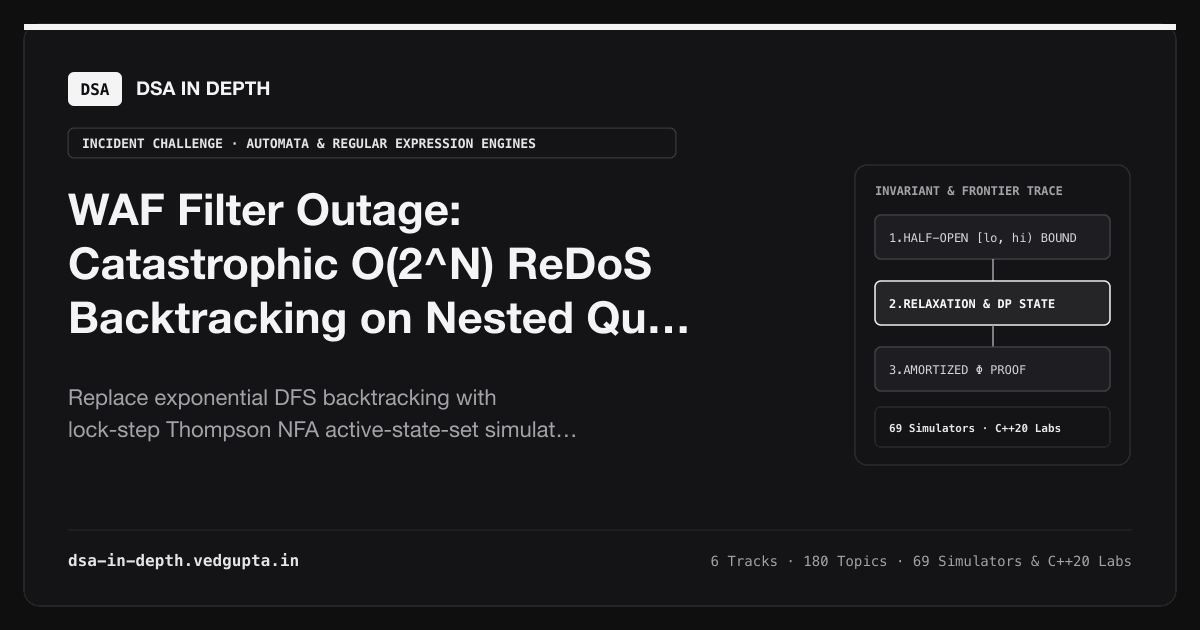 DSA
DSA IN DEPTH
INCIDENT CHALLENGE · AUTOMATA & REGULAR EXPRESSION ENGINES
WAF Filter Outage:
Catastrophic O(2^N) ReDoS
Backtracking on Nested Qu...
Replace exponential DFS backtracking with
lock-step Thompson NFA active-state-set simulat...
INVARIANT & FRONTIER TRACE
1.HALF-OPEN [lo, hi) BOUND
2.RELAXATION & DP STATE
3.AMORTIZED Φ PROOF
69 Simulators · C++20 Labs
dsa-in-depth.vedgupta.in
6 Tracks · 180 Topics · 69 Simulators & C++20 Labs